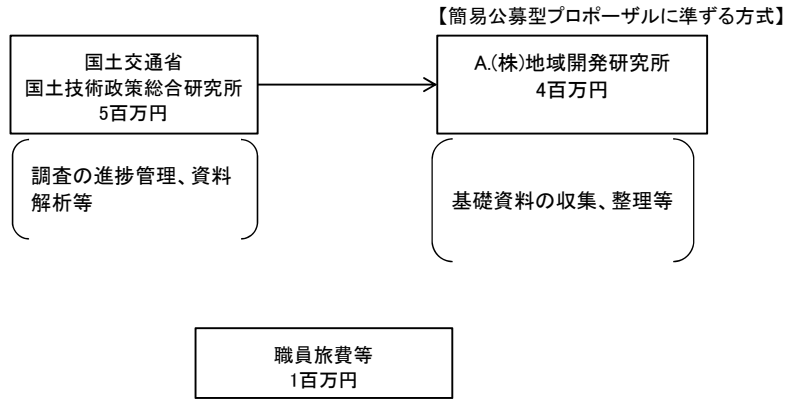 【簡易公募型プロポーザルに準ずる方式】
国土交通省
国土技術政策総合研究所
5百万円
A.(株)地域開発研究所
4百万円
調査の進捗管理、資料
解析等
基礎資料の収集、整理等
職員旅費等
1百万円